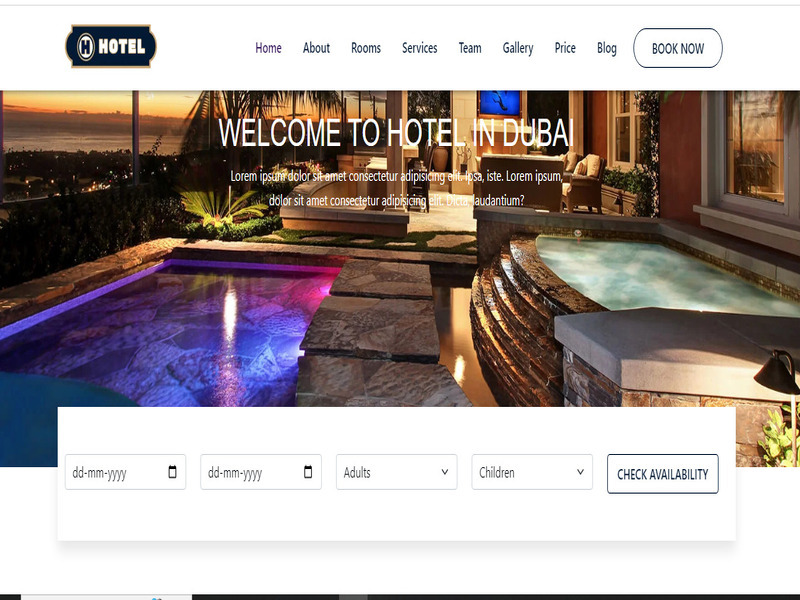 H HOTEL
Home About Rooms Services Team Gallery Price Blog BOOK NOW
WELCOME TO HOTEL IN DUBAI
Lorem ipsum dolor sit amet consectetur adipisicing elit. Ipsa, iste. Lorem ipsum,
dolor sit amet consectetur adipisicing elit. Dicta, audantium?
dd-mm-yyyy dd-mm-yyyy Adults Children CHECK AVAILABILITY